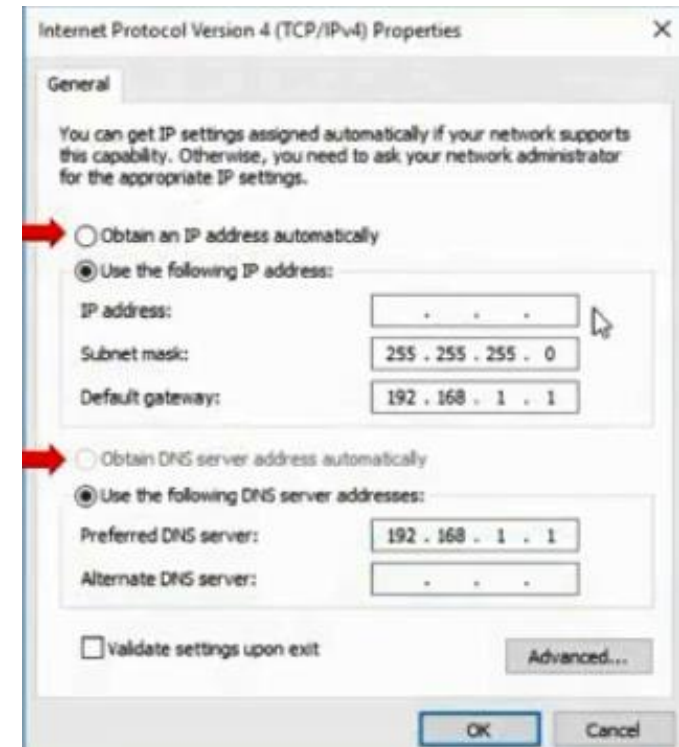 Internet Protocol Version 4 (TCP/IPv4) Properties
General
You can get IP settings assigned automatically if your network supports
this capability. Otherwise, you need to ask your network administrator
for the appropriate IP settings.
Obtain an IP address automatically
Use the following IP address:
IP address: . . .
Subnet mask: 255 . 255 . 255 . 0
Default gateway: 192 . 168 . 1 . 1
Obtain DNS server address automatically
Use the following DNS server addresses:
Preferred DNS server: 192 . 168 . 1 . 1
Alternate DNS server: . . .
Validate settings upon exit
Advanced...
OK Cancel